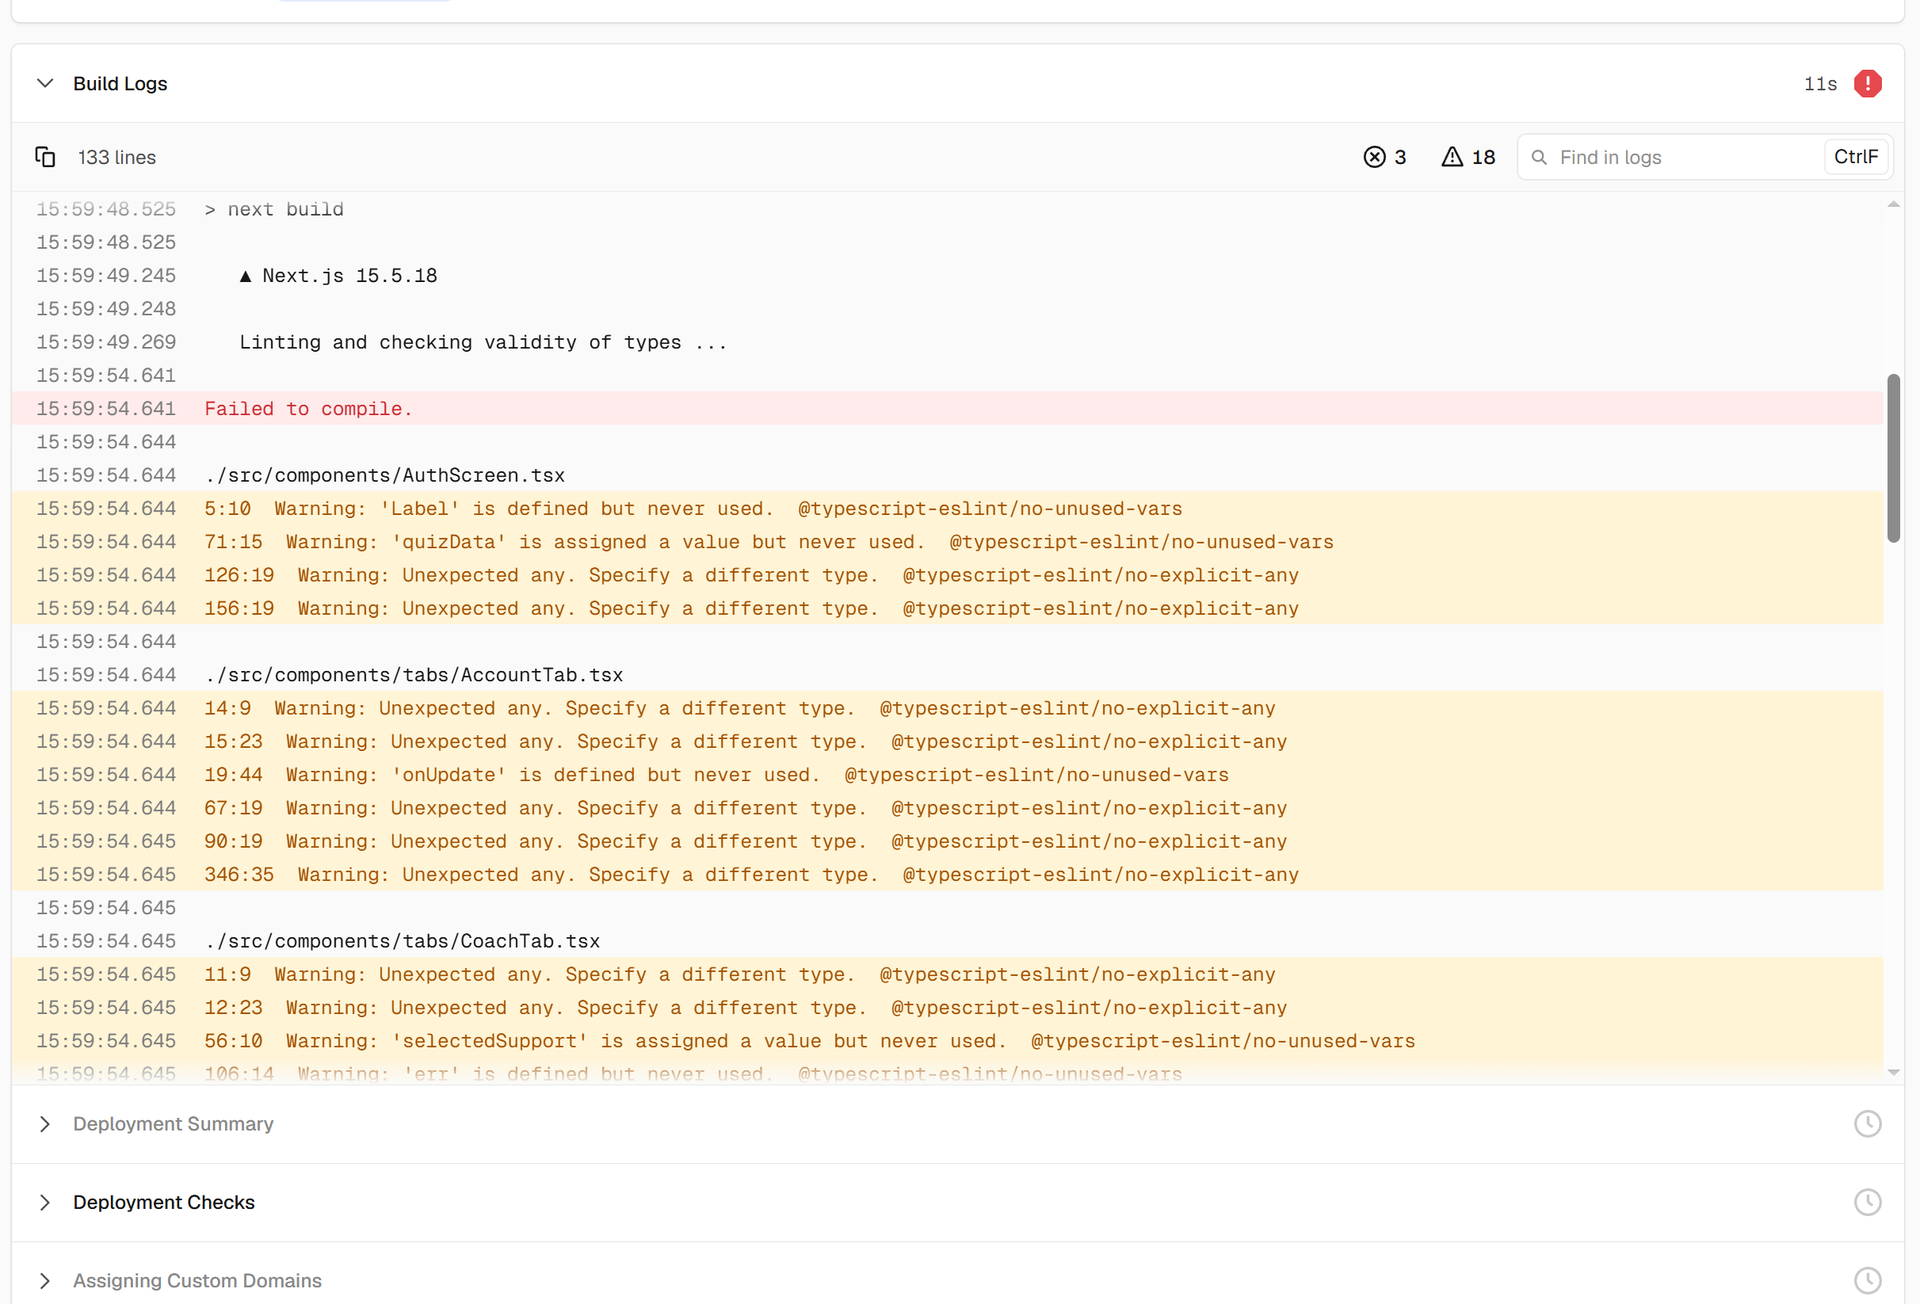 Build Logs
11s
133 lines
3
18
Find in logs
CtrlF
15:59:48.525 > next build
15:59:48.525
15:59:49.245 ▲ Next.js 15.5.18
15:59:49.248
15:59:49.269 Linting and checking validity of types ...
15:59:54.641
15:59:54.641 Failed to compile.
15:59:54.644
15:59:54.644 ./src/components/AuthScreen.tsx
15:59:54.644 5:10 Warning: 'Label' is defined but never used. @typescript-eslint/no-unused-vars
15:59:54.644 71:15 Warning: 'quizData' is assigned a value but never used. @typescript-eslint/no-unused-vars
15:59:54.644 126:19 Warning: Unexpected any. Specify a different type. @typescript-eslint/no-explicit-any
15:59:54.644 156:19 Warning: Unexpected any. Specify a different type. @typescript-eslint/no-explicit-any
15:59:54.644
15:59:54.644 ./src/components/tabs/AccountTab.tsx
15:59:54.644 14:9 Warning: Unexpected any. Specify a different type. @typescript-eslint/no-explicit-any
15:59:54.644 15:23 Warning: Unexpected any. Specify a different type. @typescript-eslint/no-explicit-any
15:59:54.644 19:44 Warning: 'onUpdate' is defined but never used. @typescript-eslint/no-unused-vars
15:59:54.644 67:19 Warning: Unexpected any. Specify a different type. @typescript-eslint/no-explicit-any
15:59:54.645 90:19 Warning: Unexpected any. Specify a different type. @typescript-eslint/no-explicit-any
15:59:54.645 346:35 Warning: Unexpected any. Specify a different type. @typescript-eslint/no-explicit-any
15:59:54.645
15:59:54.645 ./src/components/tabs/CoachTab.tsx
15:59:54.645 11:9 Warning: Unexpected any. Specify a different type. @typescript-eslint/no-explicit-any
15:59:54.645 12:23 Warning: Unexpected any. Specify a different type. @typescript-eslint/no-explicit-any
15:59:54.645 56:10 Warning: 'selectedSupport' is assigned a value but never used. @typescript-eslint/no-unused-vars
15:59:54.645 106:14 Warning: 'err' is defined but never used. @typescript-eslint/no-unused-vars
Deployment Summary
Deployment Checks
Assigning Custom Domains